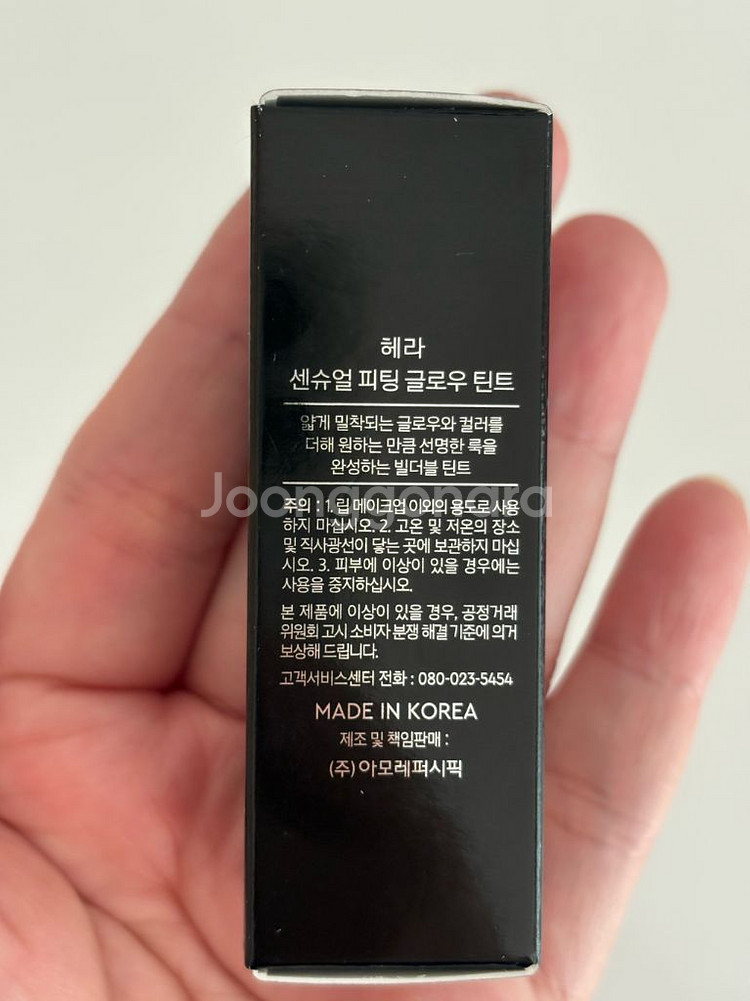 헤라
센슈얼 피팅 글로우 틴트
얇게 밀착되는 글로우와 컬러를
더해 원하는 만큼 선명한 룩을
완성하는 빌더블 틴트
Joonggonara
주의 : 1. 립 메이크업 이외의 용도로 사용
하지 마십시오. 2. 고온 및 저온의 장소
및 직사광선이 닿는 곳에 보관하지 마십
시오. 3. 피부에 이상이 있을 경우에는
사용을 중지하십시오.
본 제품에 이상이 있을 경우, 공정거래
위원회 고시 소비자 분쟁 해결 기준에 의거
보상해 드립니다.
고객서비스센터 전화 : 080-023-5454
MADE IN KOREA
제조 및 책임판매 :
(주) 아모레퍼시픽